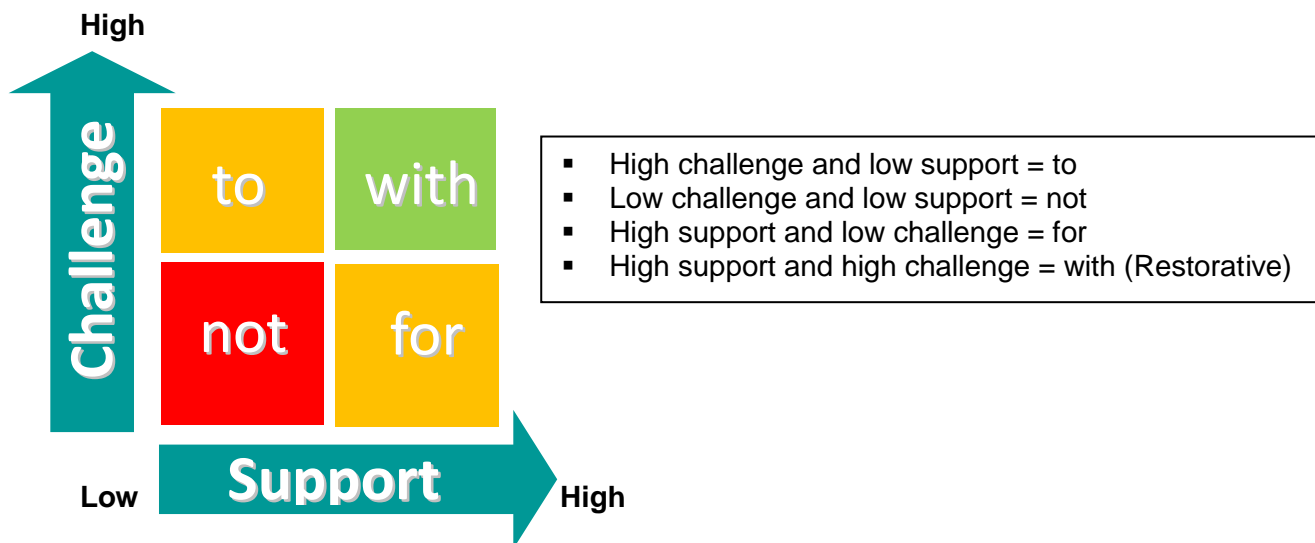 High
Challenge
to
with
not
for
Low
Support
High
▪ High challenge and low support = to
▪ Low challenge and low support = not
▪ High support and low challenge = for
▪ High support and high challenge = with (Restorative)